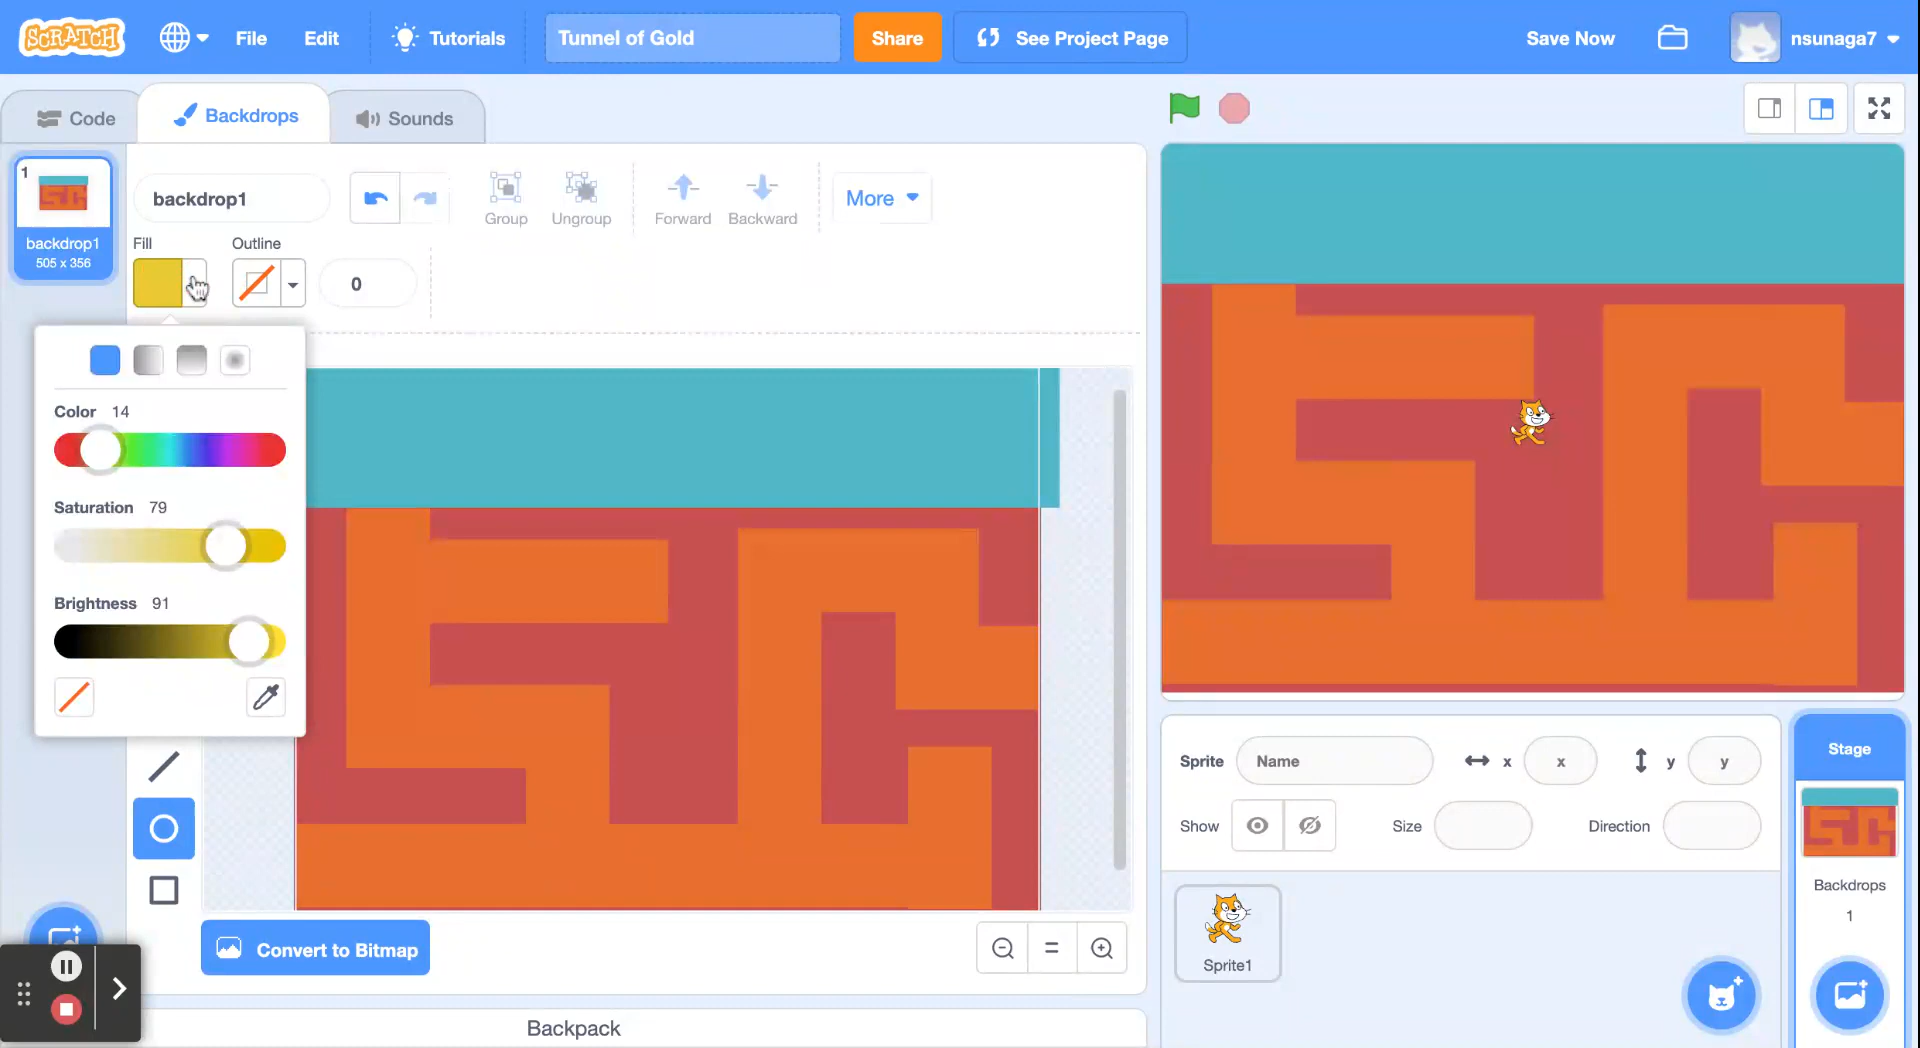 SCRATCH
File
Edit
Tutorials
Tunnel of Gold
Share
See Project Page
Save Now
nsunaga7
Code
Backdrops
Sounds
1
backdrop1
505 x 356
backdrop1
Group
Ungroup
Forward
Backward
More
Fill
Outline
0
Color 14
Saturation 79
Brightness 91
Convert to Bitmap
Backpack
Sprite
Name
x
x
y
y
Show
Size
Direction
Sprite1
Stage
Backdrops
1